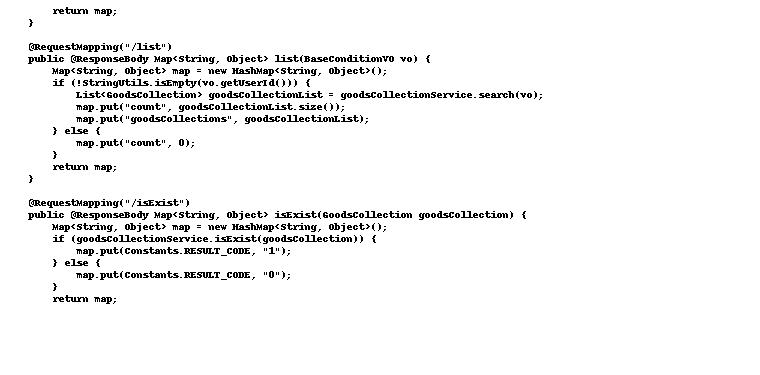 return map;
}
@RequestMapping("/list")
public @ResponseBody Map<String, Object> list(BaseConditionVO vo) {
Map<String, Object> map = new HashMap<String, Object>();
if (!StringUtils.isEmpty(vo.getUserId())) {
List<GoodsCollection> goodsCollectionList = goodsCollectionService.search(vo);
map.put("count", goodsCollectionList.size());
map.put("goodsCollections", goodsCollectionList);
} else {
map.put("count", 0);
}
return map;
}
@RequestMapping("/isExist")
public @ResponseBody Map<String, Object> isExist(GoodsCollection goodsCollection) {
Map<String, Object> map = new HashMap<String, Object>();
if (goodsCollectionService.isExist(goodsCollection)) {
map.put(Constants.RESULT_CODE, "1");
} else {
map.put(Constants.RESULT_CODE, "0");
}
return map;